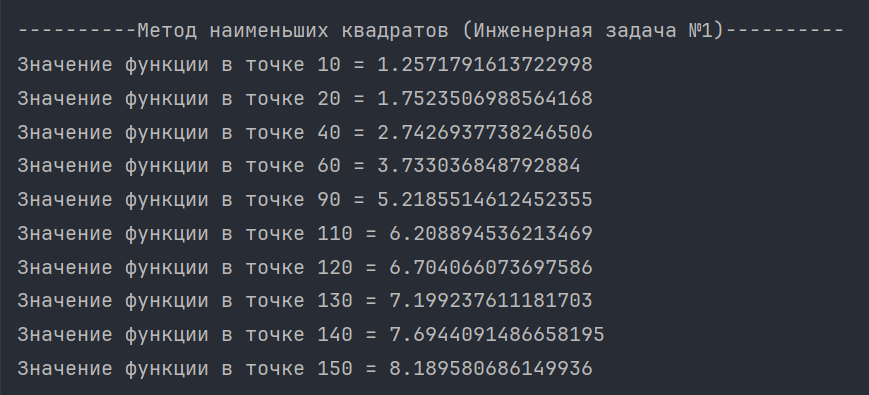 ----------Метод наименьших квадратов (Инженерная задача №1)----------
Значение функции в точке 10 = 1.2571791613722998
Значение функции в точке 20 = 1.7523506988564168
Значение функции в точке 40 = 2.7426937738246506
Значение функции в точке 60 = 3.733036848792884
Значение функции в точке 90 = 5.2185514612452355
Значение функции в точке 110 = 6.208894536213469
Значение функции в точке 120 = 6.704066073697586
Значение функции в точке 130 = 7.199237611181703
Значение функции в точке 140 = 7.6944091486658195
Значение функции в точке 150 = 8.189580686149936